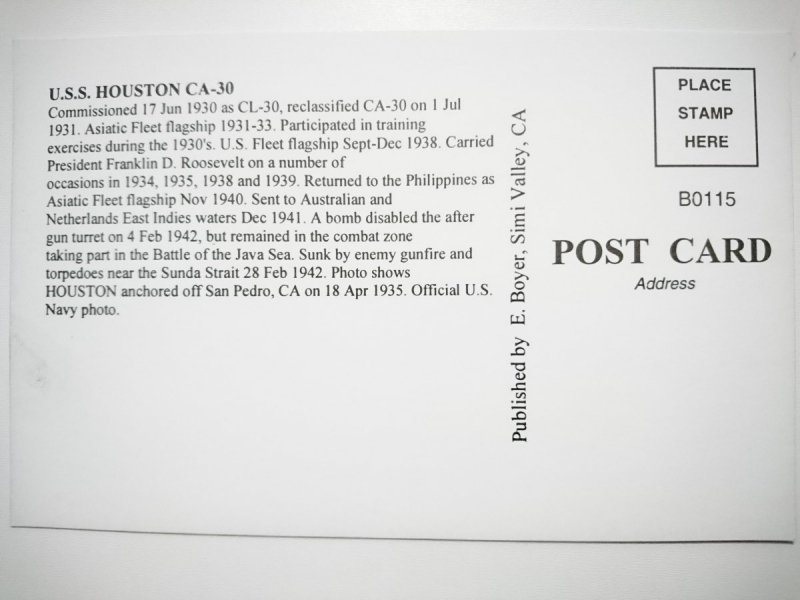 U.S.S. HOUSTON CA-30
Commissioned 17 Jun 1930 as CL-30, reclassified CA-30 on 1 Jul
1931. Asiatic Fleet flagship 1931-33. Participated in training
exercises during the 1930's. U.S. Fleet flagship Sept-Dec 1938. Carried
President Franklin D. Roosevelt on a number of
occasions in 1934, 1935, 1938 and 1939. Returned to the Philippines as
Asiatic Fleet flagship Nov 1940. Sent to Australian and
Netherlands East Indies waters Dec 1941. A bomb disabled the after
gun turret on 4 Feb 1942, but remained in the combat zone
taking part in the Battle of the Java Sea. Sunk by enemy gunfire and
torpedoes near the Sunda Strait 28 Feb 1942. Photo shows
HOUSTON anchored off San Pedro, CA on 18 Apr 1935. Official U.S.
Navy photo.
Published by E. Boyer, Simi Valley, CA
PLACE
STAMP
HERE
B0115
POST CARD
Address